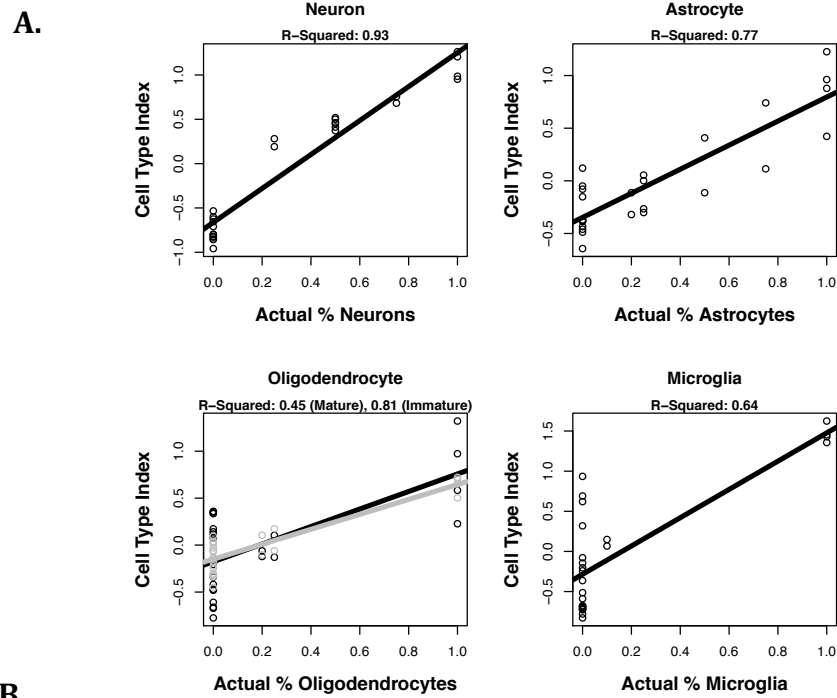 A.
Neuron
R−Squared: 0.93
Cell Type Index
−1.0 −0.5 0.0 0.5 1.0
0.0 0.2 0.4 0.6 0.8 1.0
Actual % Neurons
Astrocyte
R−Squared: 0.77
Cell Type Index
−0.5 0.0 0.5 1.0
0.0 0.2 0.4 0.6 0.8 1.0
Actual % Astrocytes
Oligodendrocyte
R−Squared: 0.45 (Mature), 0.81 (Immature)
Cell Type Index
−0.5 0.0 0.5 1.0
0.0 0.2 0.4 0.6 0.8 1.0
Actual % Oligodendrocytes
Microglia
R−Squared: 0.64
Cell Type Index
−0.5 0.0 0.5 1.0 1.5
0.0 0.2 0.4 0.6 0.8 1.0
Actual % Microglia
B